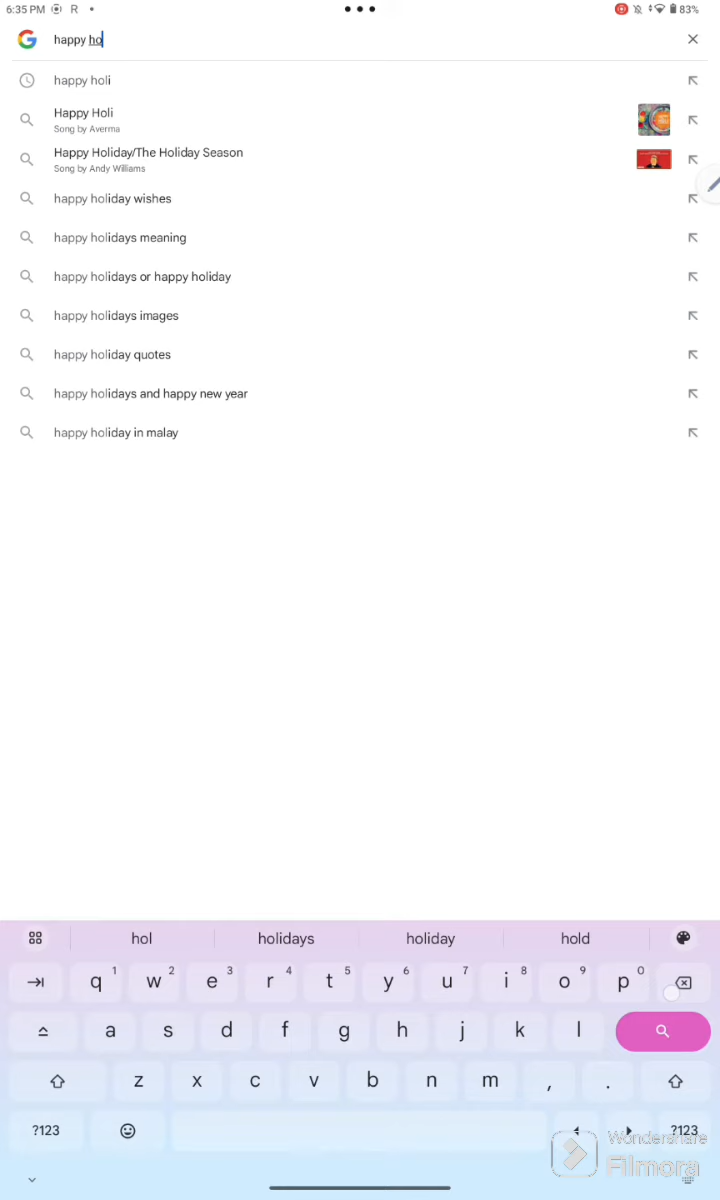 6:35 PM R 83%
happy ho
happy holi
Happy Holi
Song by Averma
Happy Holiday/The Holiday Season
Song by Andy Williams
happy holiday wishes
happy holidays meaning
happy holidays or happy holiday
happy holidays images
happy holiday quotes
happy holidays and happy new year
happy holiday in malay
hol holidays holiday hold
q 1 w 2 e 3 r 4 t 5 y 6 u 7 i 8 o 9 p 0
a s d f g h j k l
z x c v b n m , .
?123 ?123
Wondershare
Filmora